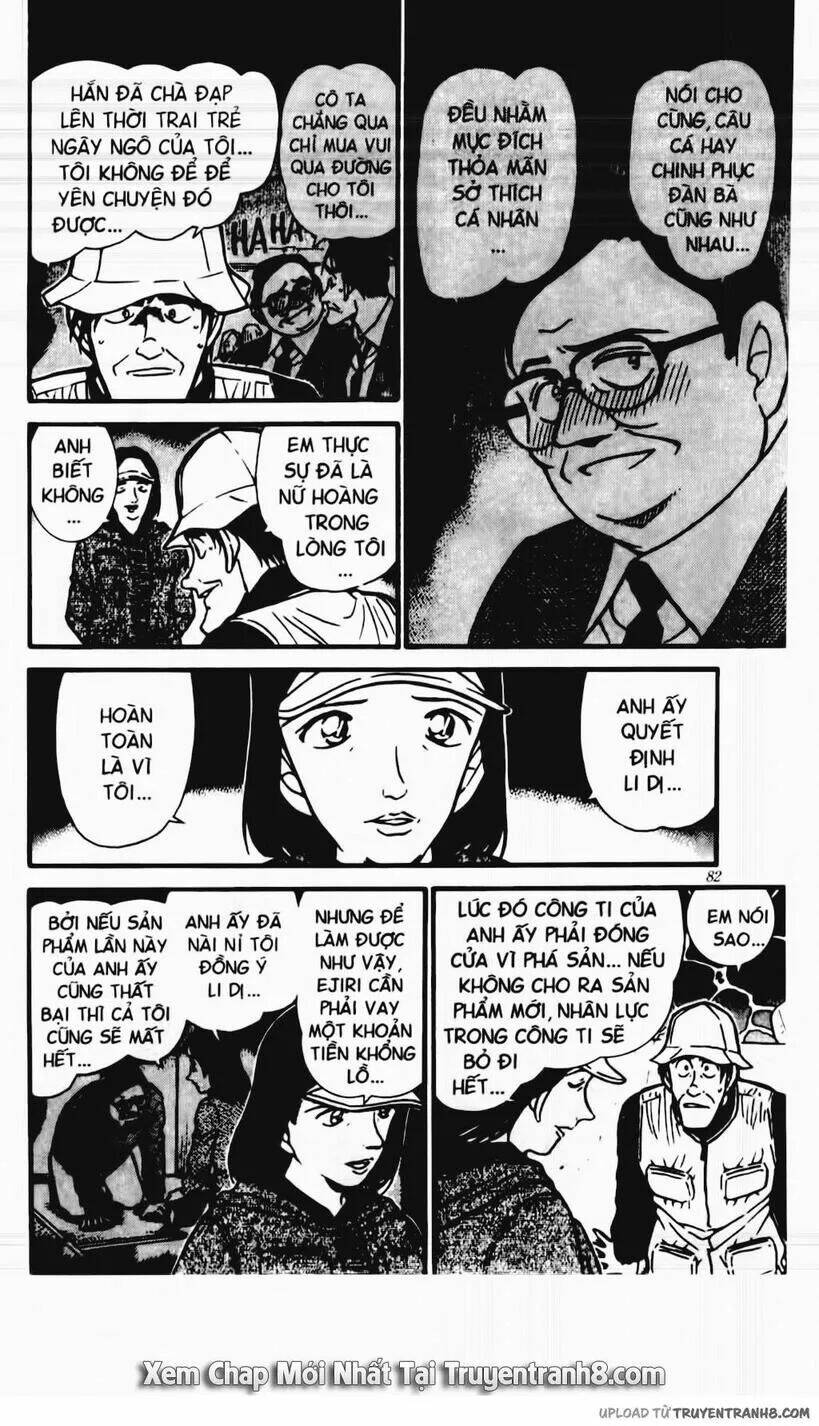 NÓI CHO
CÙNG, CÂU
CÁ HAY
CHINH PHỤC
ĐÀN BÀ
CŨNG NHƯ
NHAU...
ĐỀU NHẰM
MỤC ĐÍCH
THỎA MÃN
SỞ THÍCH
CÁ NHÂN
...
CÔ TA
CHẲNG QUA
CHỈ MUA VUI
QUA ĐƯỜNG
CHO TÔI
THÔI...
HA HA
HẮN ĐÃ CHÀ ĐẠP
LÊN THỜI TRAI TRẺ
NGÂY NGÔ CỦA TÔI...
TÔI KHÔNG ĐỂ ĐỂ
YÊN CHUYỆN ĐÓ
ĐƯỢC...
EM THỰC
SỰ ĐÃ LÀ
NỮ HOÀNG
TRONG
LÒNG TÔI
...
ANH
BIẾT
KHÔNG
...
ANH ẤY
QUYẾT
ĐỊNH
LI DỊ...
HOÀN
TOÀN
LÀ VÌ
TÔI...
82
EM NÓI
SAO...
LÚC ĐÓ CÔNG TI CỦA
ANH ẤY PHẢI ĐÓNG
CỬA VÌ PHÁ SẢN... NẾU
KHÔNG CHO RA SẢN
PHẨM MỚI, NHÂN LỰC
TRONG CÔNG TI SẼ
BỎ ĐI
HẾT...
NHƯNG ĐỂ
LÀM ĐƯỢC
NHƯ VẬY,
EJIRI CẦN
PHẢI VAY
MỘT KHOẢN
TIỀN KHỔNG
LỒ...
ANH ẤY ĐÃ
NÀI NỈ TÔI
ĐỒNG Ý
LI DỊ...
BỞI NẾU SẢN
PHẨM LẦN NÀY
CỦA ANH ẤY
CŨNG THẤT
BẠI THÌ CẢ TÔI
CŨNG SẼ MẤT
HẾT...
Xem Chap Mới Nhất Tại Truyentranh8.com
UPLOAD TỪ TRUYENTRANH8.COM